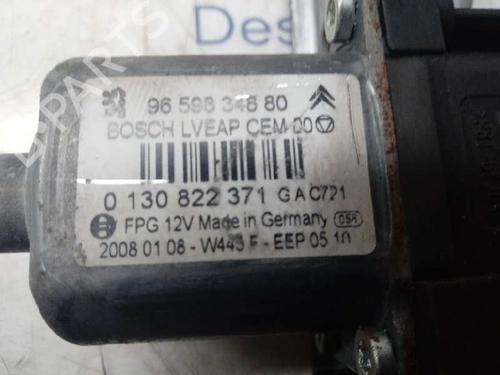 Des
96 598 348 80
BOSCH LVEAP CEM 00
0 130 822 371 GAC721
FPG 12V Made in Germany
2008 01 08 - W443 F - EEP 05 10